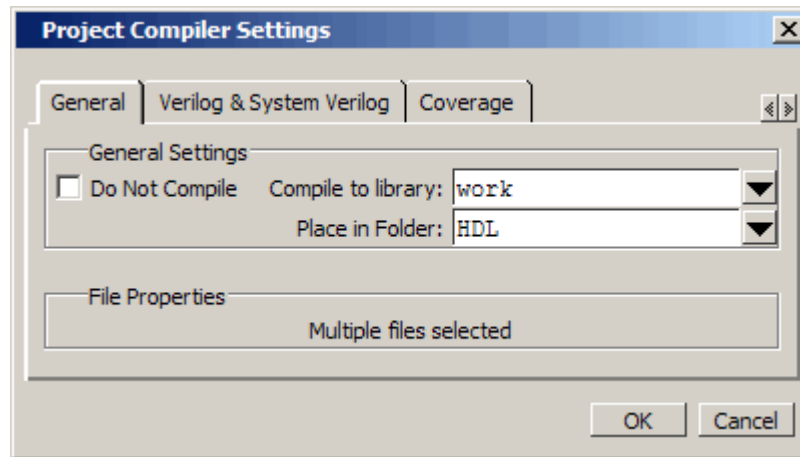 Project Compiler Settings
General Verilog & System Verilog Coverage
General Settings
Do Not Compile Compile to library: work
Place in Folder: HDL
File Properties
Multiple files selected
OK Cancel